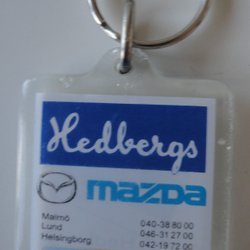 Hedbergs
mazda
Malmö 040-38 80 00
Lund 046-31 27 00
Helsingborg 042-19 72 00